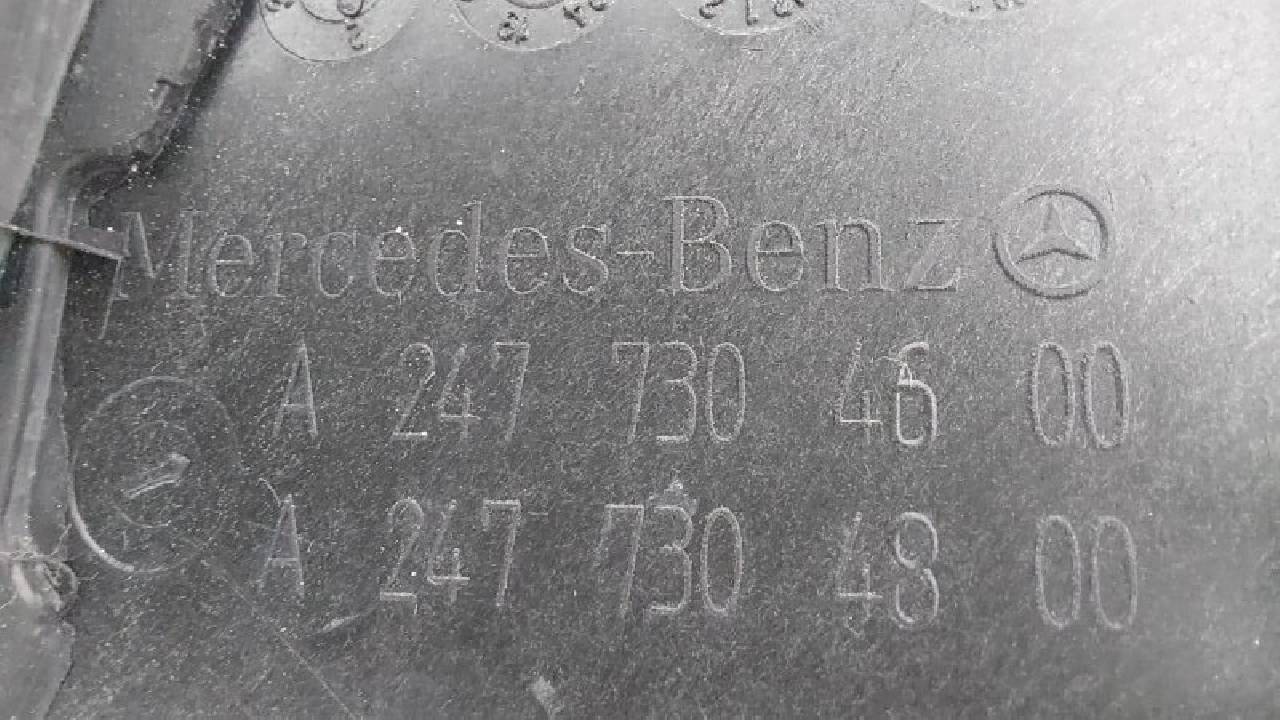 Mercedes-Benz
A 247 730 46 00
A 247 730 48 00